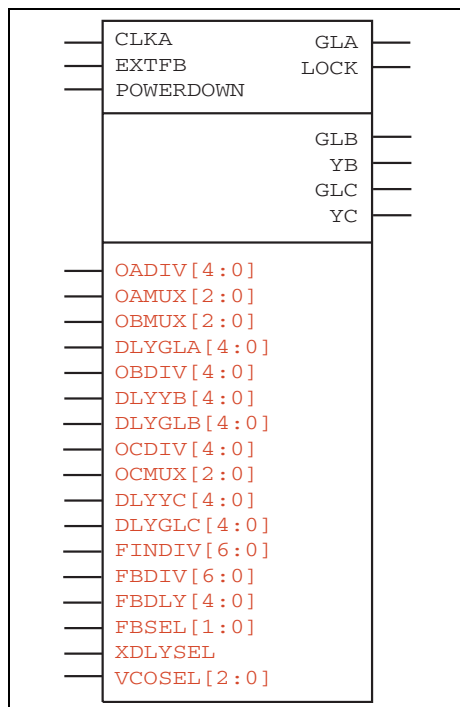 CLKA GLA
EXTFB LOCK
POWERDOWN
GLB
YB
GLC
YC
OADIV[4:0]
OAMUX[2:0]
OBMUX[2:0]
DLYGLA[4:0]
OBDIV[4:0]
DLYYB[4:0]
DLYGLB[4:0]
OCDIV[4:0]
OCMUX[2:0]
DLYYC[4:0]
DLYGLC[4:0]
FINDIV[6:0]
FBDIV[6:0]
FBDLY[4:0]
FBSEL[1:0]
XDLYSEL
VCOSEL[2:0]